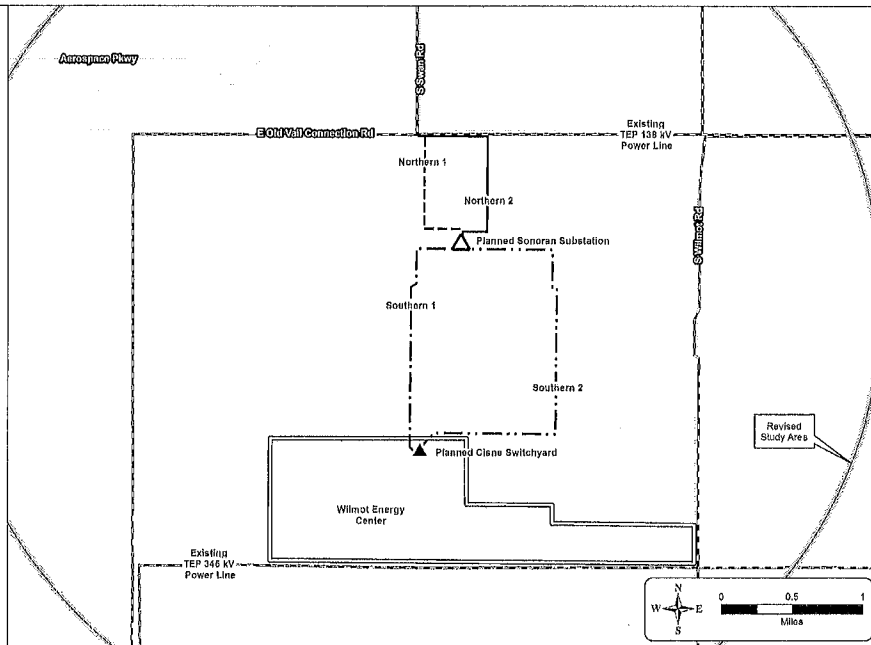 Aerospace Pkwy
S Swan Rd
E Old Vail Connection Rd
Existing
TEP 138 kV
Power Line
Northern 1
Northern 2
S Wilmot Rd
Planned Sonoran Substation
Southern 1
Southern 2
Revised
Study Area
Planned Cisne Switchyard
Wilmot Energy
Center
Existing
TEP 346 kV
Power Line
N
W
E
S
0
0.5
1
Miles